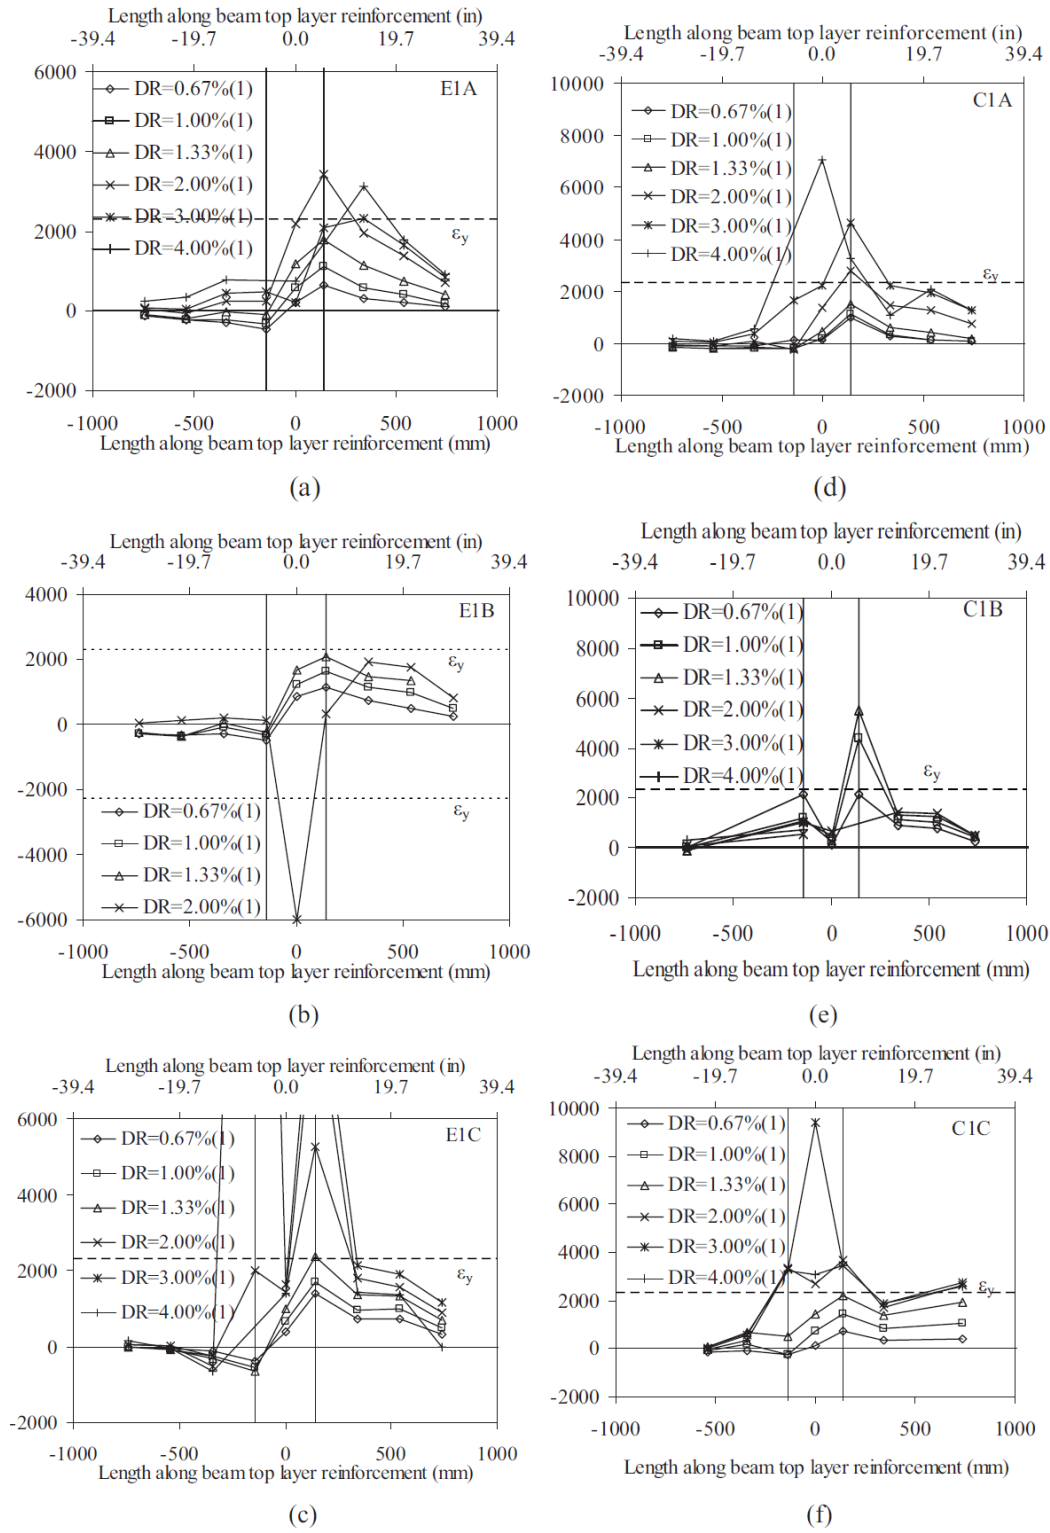 Length along beam top layer reinforcement (in)
-39.4 -19.7 0.0 19.7 39.4
6000
4000
2000
0
-2000
DR=0.67%(1)
DR=1.00%(1)
DR=1.33%(1)
DR=2.00%(1)
DR=3.00%(1)
DR=4.00%(1)
E1A
εy
-1000 -500 0 500 1000
Length along beam top layer reinforcement (mm)
(a)
Length along beam top layer reinforcement (in)
-39.4 -19.7 0.0 19.7 39.4
10000
8000
6000
4000
2000
0
-2000
DR=0.67%(1)
DR=1.00%(1)
DR=1.33%(1)
DR=2.00%(1)
DR=3.00%(1)
DR=4.00%(1)
C1A
εy
-1000 -500 0 500 1000
Length along beam top layer reinforcement (mm)
(d)
Length along beam top layer reinforcement (in)
-39.4 -19.7 0.0 19.7 39.4
4000
2000
0
-2000
-4000
-6000
E1B
εy
εy
DR=0.67%(1)
DR=1.00%(1)
DR=1.33%(1)
DR=2.00%(1)
-1000 -500 0 500 1000
Length along beam top layer reinforcement (mm)
(b)
Length along beam top layer reinforcement (in)
-39.4 -19.7 0.0 19.7 39.4
10000
8000
6000
4000
2000
0
-2000
DR=0.67%(1)
DR=1.00%(1)
DR=1.33%(1)
DR=2.00%(1)
DR=3.00%(1)
DR=4.00%(1)
C1B
εy
-1000 -500 0 500 1000
Length along beam top layer reinforcement (mm)
(e)
Length along beam top layer reinforcement (in)
-39.4 -19.7 0.0 19.7 39.4
6000
4000
2000
0
-2000
DR=0.67%(1)
DR=1.00%(1)
DR=1.33%(1)
DR=2.00%(1)
DR=3.00%(1)
DR=4.00%(1)
E1C
εy
-1000 -500 0 500 1000
Length along beam top layer reinforcement (mm)
(c)
Length along beam top layer reinforcement (in)
-39.4 -19.7 0.0 19.7 39.4
10000
8000
6000
4000
2000
0
-2000
DR=0.67%(1)
DR=1.00%(1)
DR=1.33%(1)
DR=2.00%(1)
DR=3.00%(1)
DR=4.00%(1)
C1C
εy
-1000 -500 0 500 1000
Length along beam top layer reinforcement (mm)
(f)